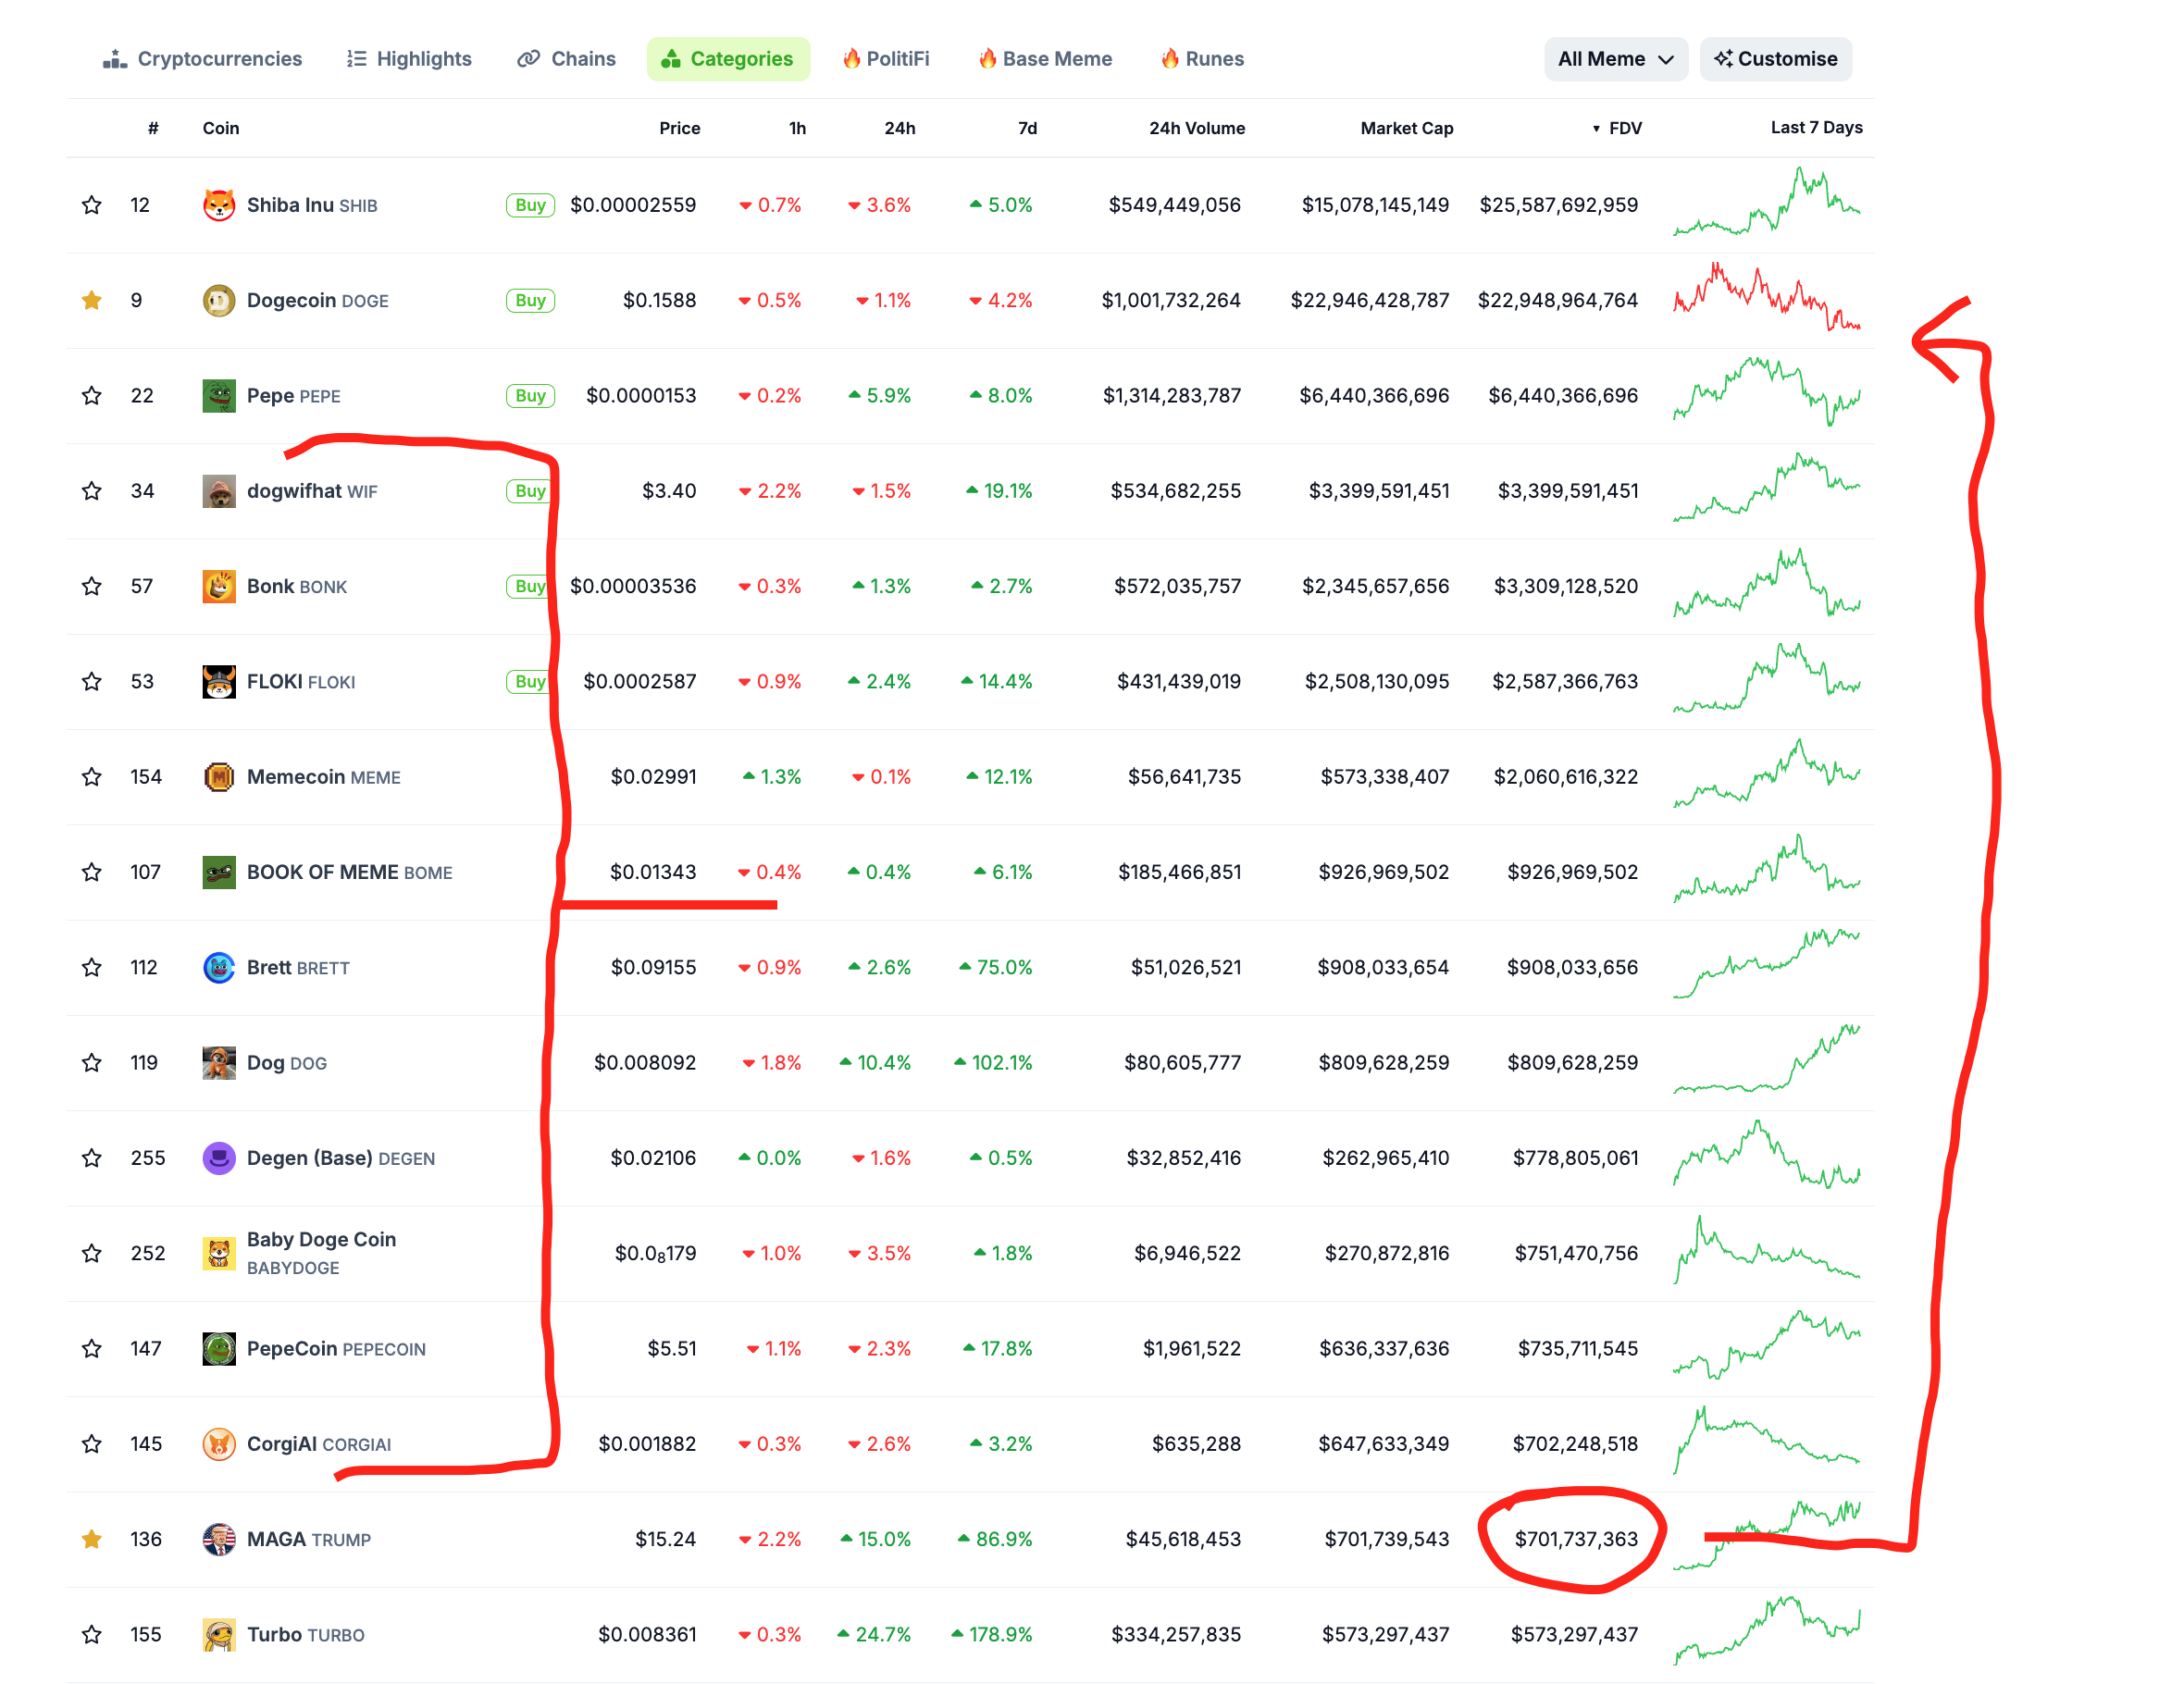 Cryptocurrencies Highlights Chains Categories PolitiFi Base Meme Runes All Meme Customise
# Coin Price 1h 24h 7d 24h Volume Market Cap ▼ FDV Last 7 Days
12 Shiba Inu SHIB Buy $0.00002559 ▼ 0.7% ▼ 3.6% ▲ 5.0% $549,449,056 $15,078,145,149 $25,587,692,959
9 Dogecoin DOGE Buy $0.1588 ▼ 0.5% ▼ 1.1% ▼ 4.2% $1,001,732,264 $22,946,428,787 $22,948,964,764
22 Pepe PEPE Buy $0.0000153 ▼ 0.2% ▲ 5.9% ▲ 8.0% $1,314,283,787 $6,440,366,696 $6,440,366,696
34 dogwifhat WIF Buy $3.40 ▼ 2.2% ▼ 1.5% ▲ 19.1% $534,682,255 $3,399,591,451 $3,399,591,451
57 Bonk BONK Buy $0.00003536 ▼ 0.3% ▲ 1.3% ▲ 2.7% $572,035,757 $2,345,657,656 $3,309,128,520
53 FLOKI FLOKI Buy $0.0002587 ▼ 0.9% ▲ 2.4% ▲ 14.4% $431,439,019 $2,508,130,095 $2,587,366,763
154 Memecoin MEME $0.02991 ▲ 1.3% ▼ 0.1% ▲ 12.1% $56,641,735 $573,338,407 $2,060,616,322
107 BOOK OF MEME BOME $0.01343 ▼ 0.4% ▲ 0.4% ▲ 6.1% $185,466,851 $926,969,502 $926,969,502
112 Brett BRETT $0.09155 ▼ 0.9% ▲ 2.6% ▲ 75.0% $51,026,521 $908,033,654 $908,033,656
119 Dog DOG $0.008092 ▼ 1.8% ▲ 10.4% ▲ 102.1% $80,605,777 $809,628,259 $809,628,259
255 Degen (Base) DEGEN $0.02106 ▲ 0.0% ▼ 1.6% ▲ 0.5% $32,852,416 $262,965,410 $778,805,061
252 Baby Doge Coin BABYDOGE $0.0₈179 ▼ 1.0% ▼ 3.5% ▲ 1.8% $6,946,522 $270,872,816 $751,470,756
147 PepeCoin PEPECOIN $5.51 ▼ 1.1% ▼ 2.3% ▲ 17.8% $1,961,522 $636,337,636 $735,711,545
145 CorgiAI CORGIAI $0.001882 ▼ 0.3% ▼ 2.6% ▲ 3.2% $635,288 $647,633,349 $702,248,518
136 MAGA TRUMP $15.24 ▼ 2.2% ▲ 15.0% ▲ 86.9% $45,618,453 $701,739,543 $701,737,363
155 Turbo TURBO $0.008361 ▼ 0.3% ▲ 24.7% ▲ 178.9% $334,257,835 $573,297,437 $573,297,437